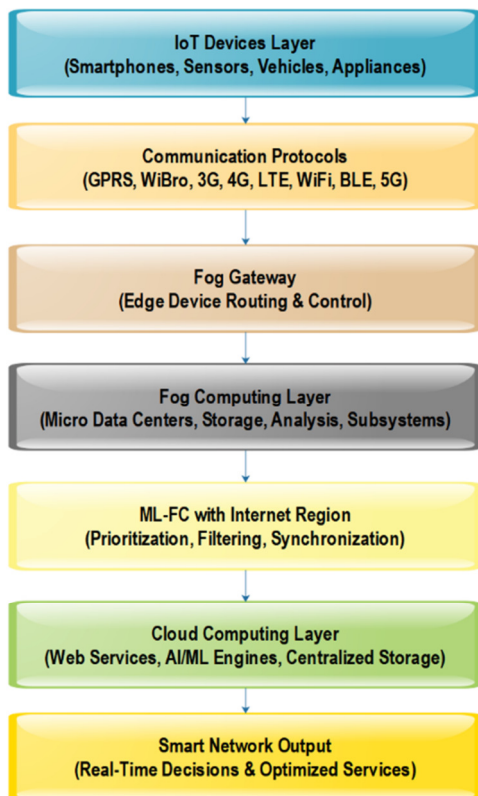 IoT Devices Layer
(Smartphones, Sensors, Vehicles, Appliances)
Communication Protocols
(GPRS, WiBro, 3G, 4G, LTE, WiFi, BLE, 5G)
Fog Gateway
(Edge Device Routing & Control)
Fog Computing Layer
(Micro Data Centers, Storage, Analysis, Subsystems)
ML-FC with Internet Region
(Prioritization, Filtering, Synchronization)
Cloud Computing Layer
(Web Services, AI/ML Engines, Centralized Storage)
Smart Network Output
(Real-Time Decisions & Optimized Services)